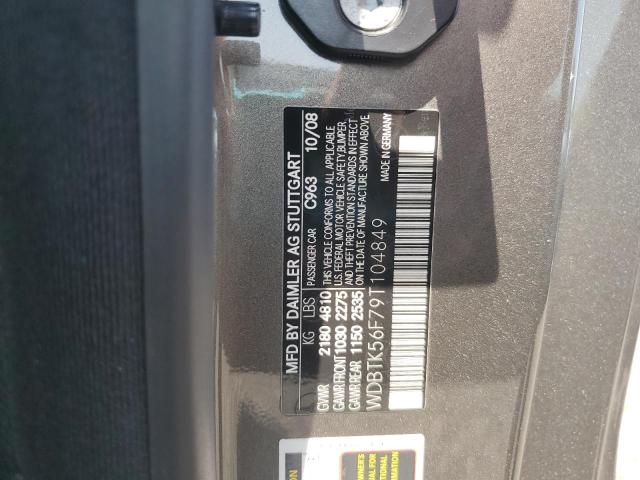 MFD BY DAIMLER AG STUTTGART
PASSENGER CAR C963 10/08
KG LBS
GVWR 2180 4810
GAWR FRONT 1030 2275
GAWR REAR 1150 2535
THIS VEHICLE CONFORMS TO ALL APPLICABLE
U.S. FEDERAL MOTOR VEHICLE SAFETY, BUMPER,
AND THEFT PREVENTION STANDARDS IN EFFECT
ON THE DATE OF MANUFACTURE SHOWN ABOVE.
WDBTK56F79T104849 MADE IN GERMANY